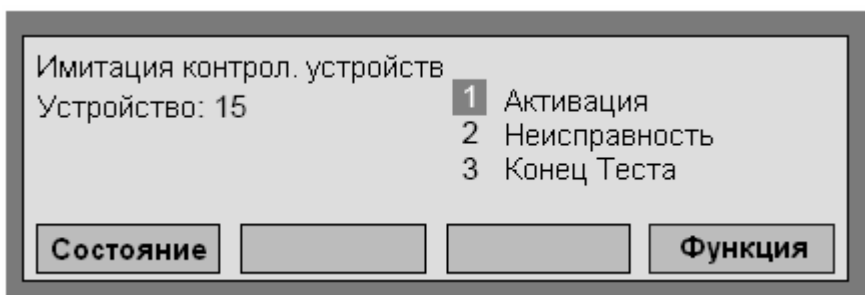 Имитация контрол. устройств
Устройство: 15
1 Активация
2 Неисправность
3 Конец Теста
Состояние
Функция